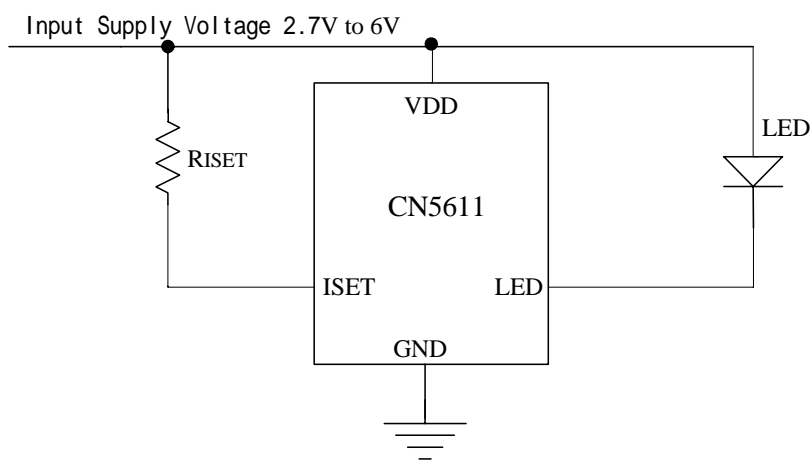 Input Supply Voltage 2.7V to 6V
VDD
LED
RISET
CN5611
ISET
LED
GND